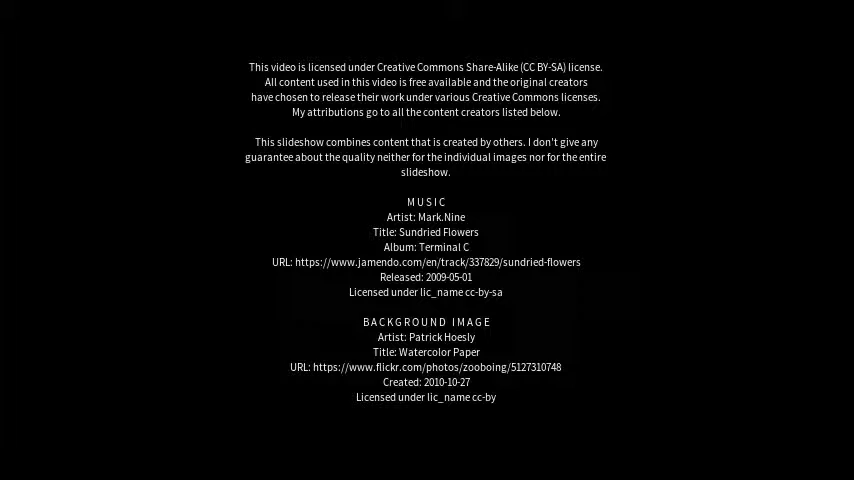 This video is licensed under Creative Commons Share-Alike (CC BY-SA) license.
All content used in this video is free available and the original creators
have chosen to release their work under various Creative Commons licenses.
My attributions go to all the content creators listed below.
This slideshow combines content that is created by others. I don't give any
guarantee about the quality neither for the individual images nor for the entire
slideshow.
MUSIC
Artist: Mark.Nine
Title: Sundried Flowers
Album: Terminal C
URL: https://www.jamendo.com/en/track/337829/sundried-flowers
Released: 2009-05-01
Licensed under lic_name cc-by-sa
BACKGROUND IMAGE
Artist: Patrick Hoesly
Title: Watercolor Paper
URL: https://www.flickr.com/photos/zooboing/5127310748
Created: 2010-10-27
Licensed under lic_name cc-by